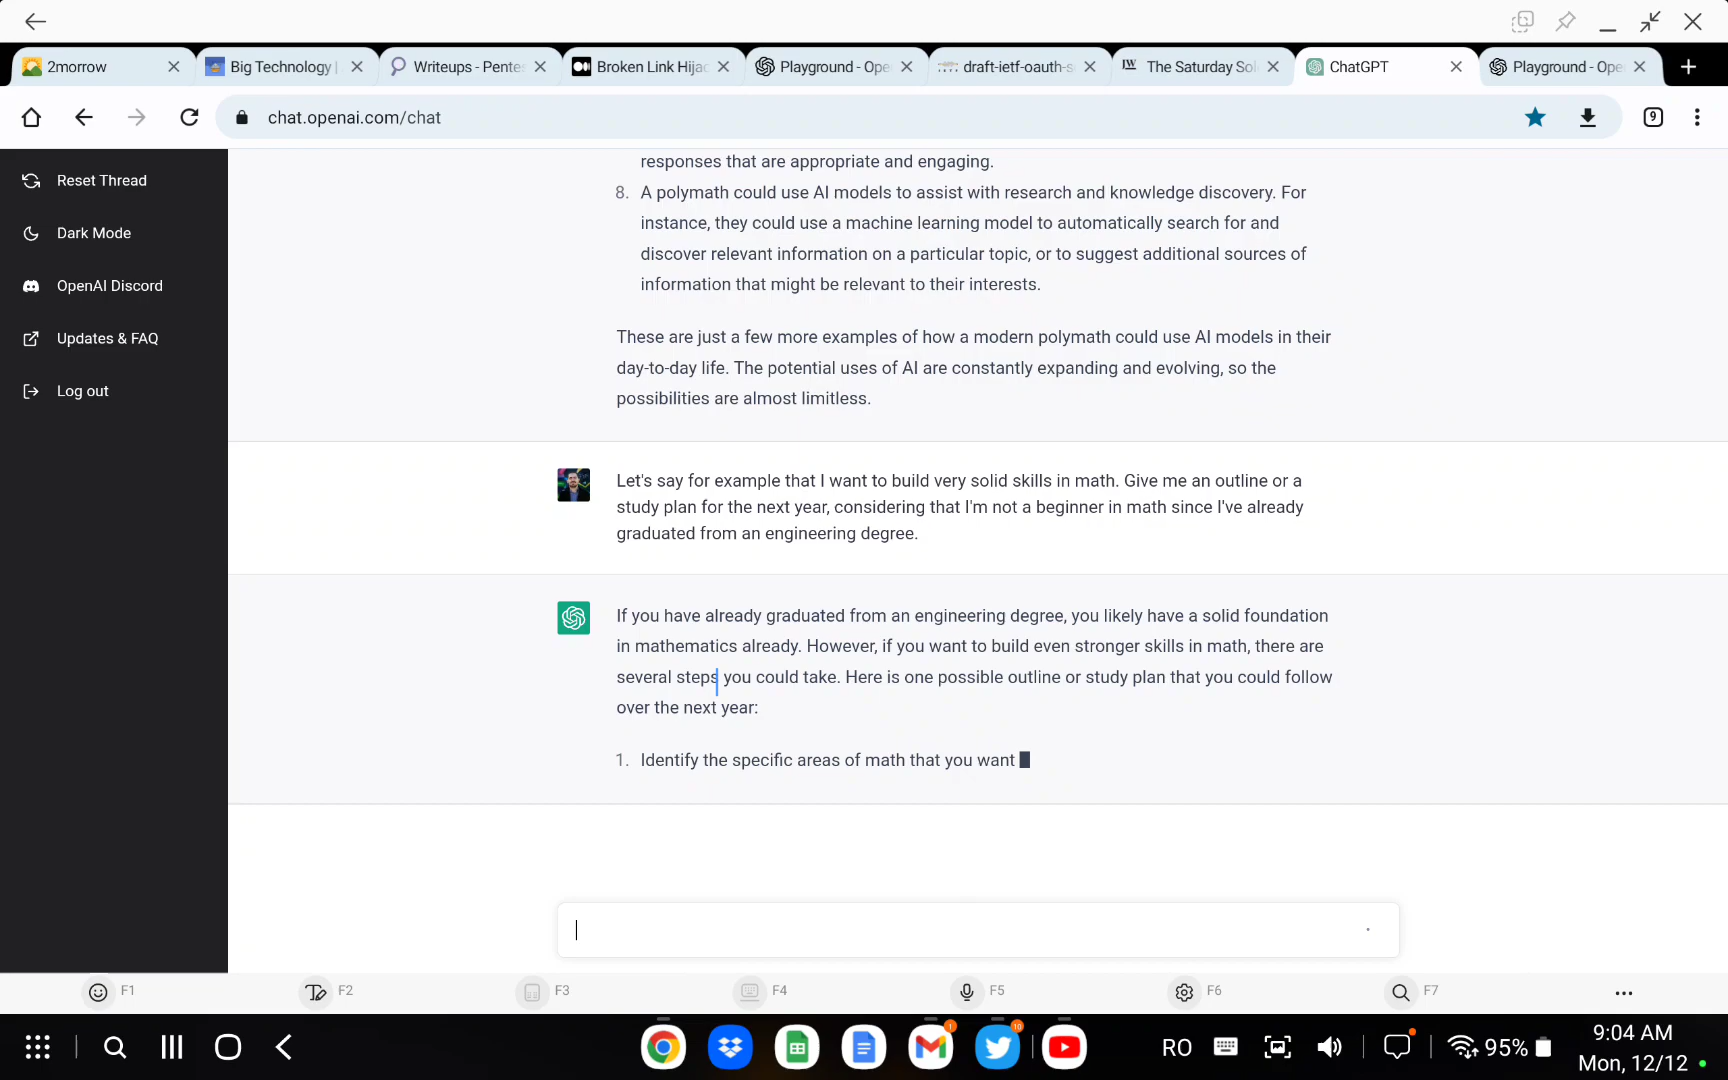 2morrow
Big Technology |
Writeups - Pentes
Broken Link Hijac
Playground - Ope
draft-ietf-oauth-s
The Saturday Sol
ChatGPT
Playground - Ope
chat.openai.com/chat
9
Reset Thread
Dark Mode
OpenAI Discord
Updates & FAQ
Log out
responses that are appropriate and engaging.
8. A polymath could use AI models to assist with research and knowledge discovery. For
instance, they could use a machine learning model to automatically search for and
discover relevant information on a particular topic, or to suggest additional sources of
information that might be relevant to their interests.
These are just a few more examples of how a modern polymath could use AI models in their
day-to-day life. The potential uses of AI are constantly expanding and evolving, so the
possibilities are almost limitless.
Let's say for example that I want to build very solid skills in math. Give me an outline or a
study plan for the next year, considering that I'm not a beginner in math since I've already
graduated from an engineering degree.
If you have already graduated from an engineering degree, you likely have a solid foundation
in mathematics already. However, if you want to build even stronger skills in math, there are
several steps you could take. Here is one possible outline or study plan that you could follow
over the next year:
1. Identify the specific areas of math that you want
F1
F2
F3
F4
F5
F6
F7
1
10
RO
95%
9:04 AM
Mon, 12/12